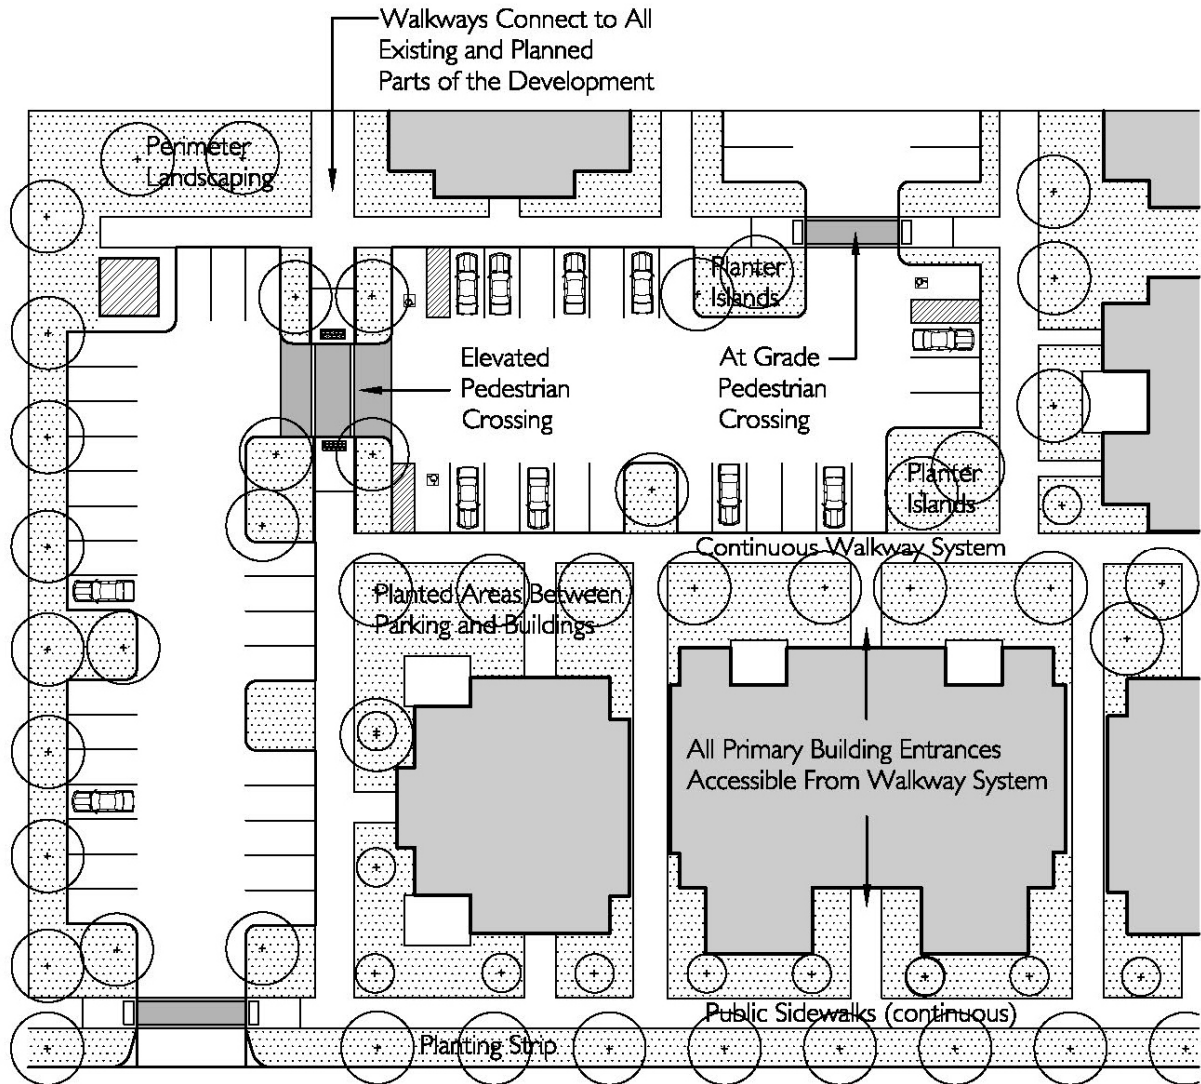 Walkways Connect to All
Existing and Planned
Parts of the Development
Perimeter
Landscaping
Planter
Islands
Elevated
Pedestrian
Crossing
At Grade
Pedestrian
Crossing
Planter
Islands
Continuous Walkway System
Planted Areas Between
Parking and Buildings
All Primary Building Entrances
Accessible From Walkway System
Public Sidewalks (continuous)
Planting Strip